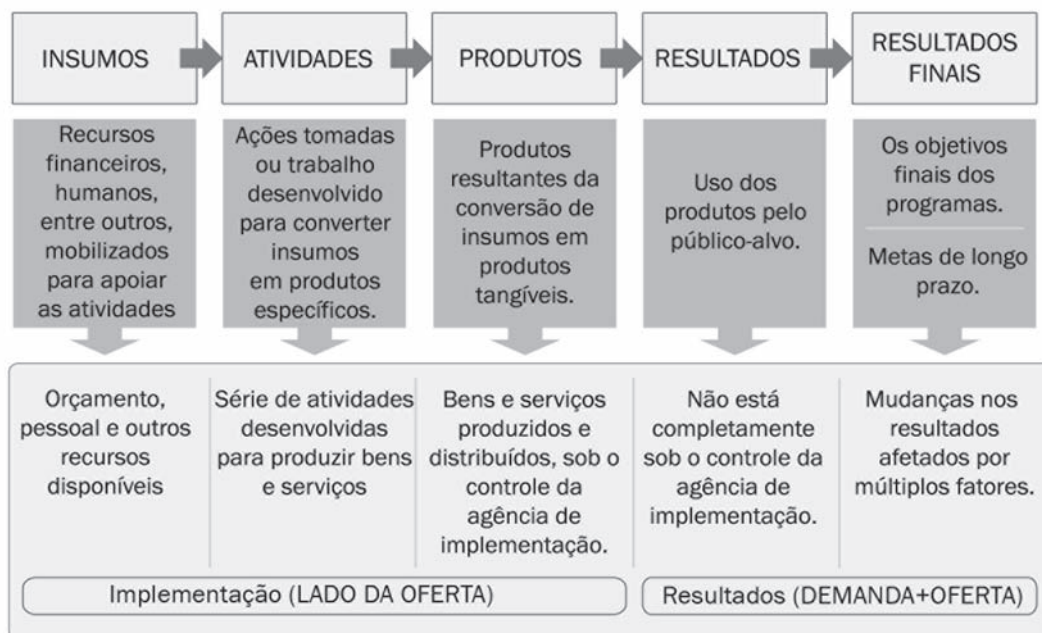 INSUMOS
ATIVIDADES
PRODUTOS
RESULTADOS
RESULTADOS
FINAIS
Recursos
financeiros,
humanos,
entre outros,
mobilizados
para apoiar
as atividades
Ações tomadas
ou trabalho
desenvolvido
para converter
insumos
em produtos
específicos.
Produtos
resultantes da
conversão de
insumos em
produtos
tangíveis.
Uso dos
produtos pelo
público-alvo.
Os objetivos
finais dos
programas.
Metas de longo
prazo.
Orçamento,
pessoal e outros
recursos
disponíveis
Série de atividades
desenvolvidas
para produzir bens
e serviços
Bens e serviços
produzidos e
distribuídos, sob o
controle da
agência de
implementação.
Não está
completamente
sob o controle da
agência de
implementação.
Mudanças nos
resultados
afetados por
múltiplos fatores.
Implementação (LADO DA OFERTA)
Resultados (DEMANDA+OFERTA)